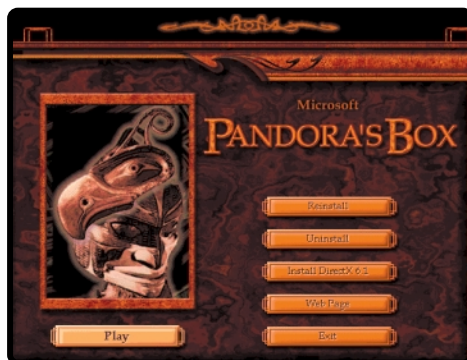 Microsoft
PANDORA'S BOX
Reinstall
Uninstall
Install DirectX 6.1
Web Page
Play
Exit